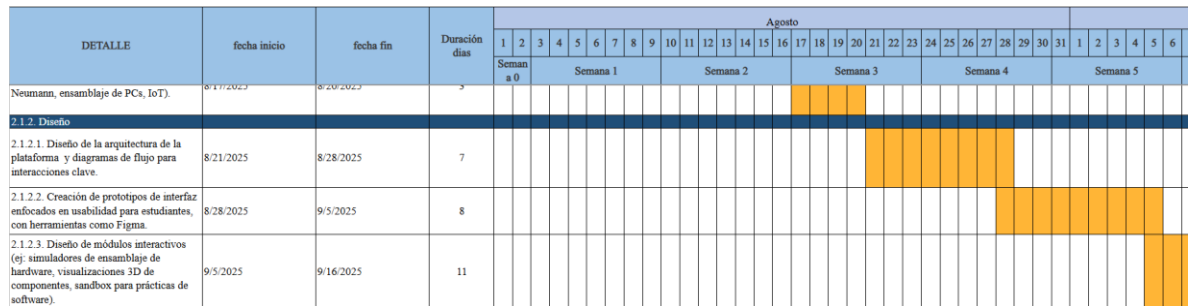 Agosto
DETALLE fecha inicio fecha fin Duración
dias
1 2 3 4 5 6 7 8 9 10 11 12 13 14 15 16 17 18 19 20 21 22 23 24 25 26 27 28 29 30 31 1 2 3 4 5 6
Seman
a 0
Semana 1 Semana 2 Semana 3 Semana 4 Semana 5
Neumann, ensamblaje de PCs, IoT).
8/17/2025 8/20/2025
2.1.2. Diseño
2.1.2.1. Diseño de la arquitectura de la
plataforma y diagramas de flujo para
interacciones clave.
8/21/2025 8/28/2025 7
2.1.2.2. Creación de prototipos de interfaz
enfocados en usabilidad para estudiantes,
con herramientas como Figma.
8/28/2025 9/5/2025 8
2.1.2.3. Diseño de módulos interactivos
(ej: simuladores de ensamblaje de
hardware, visualizaciones 3D de
componentes, sandbox para prácticas de
software).
9/5/2025 9/16/2025 11